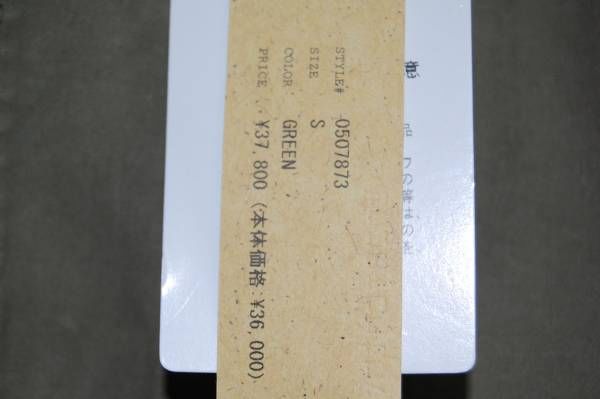 STYLE# 0507873
SIZE S
COLOR GREEN
PRICE ¥37,800 (本体価格:¥36,000)